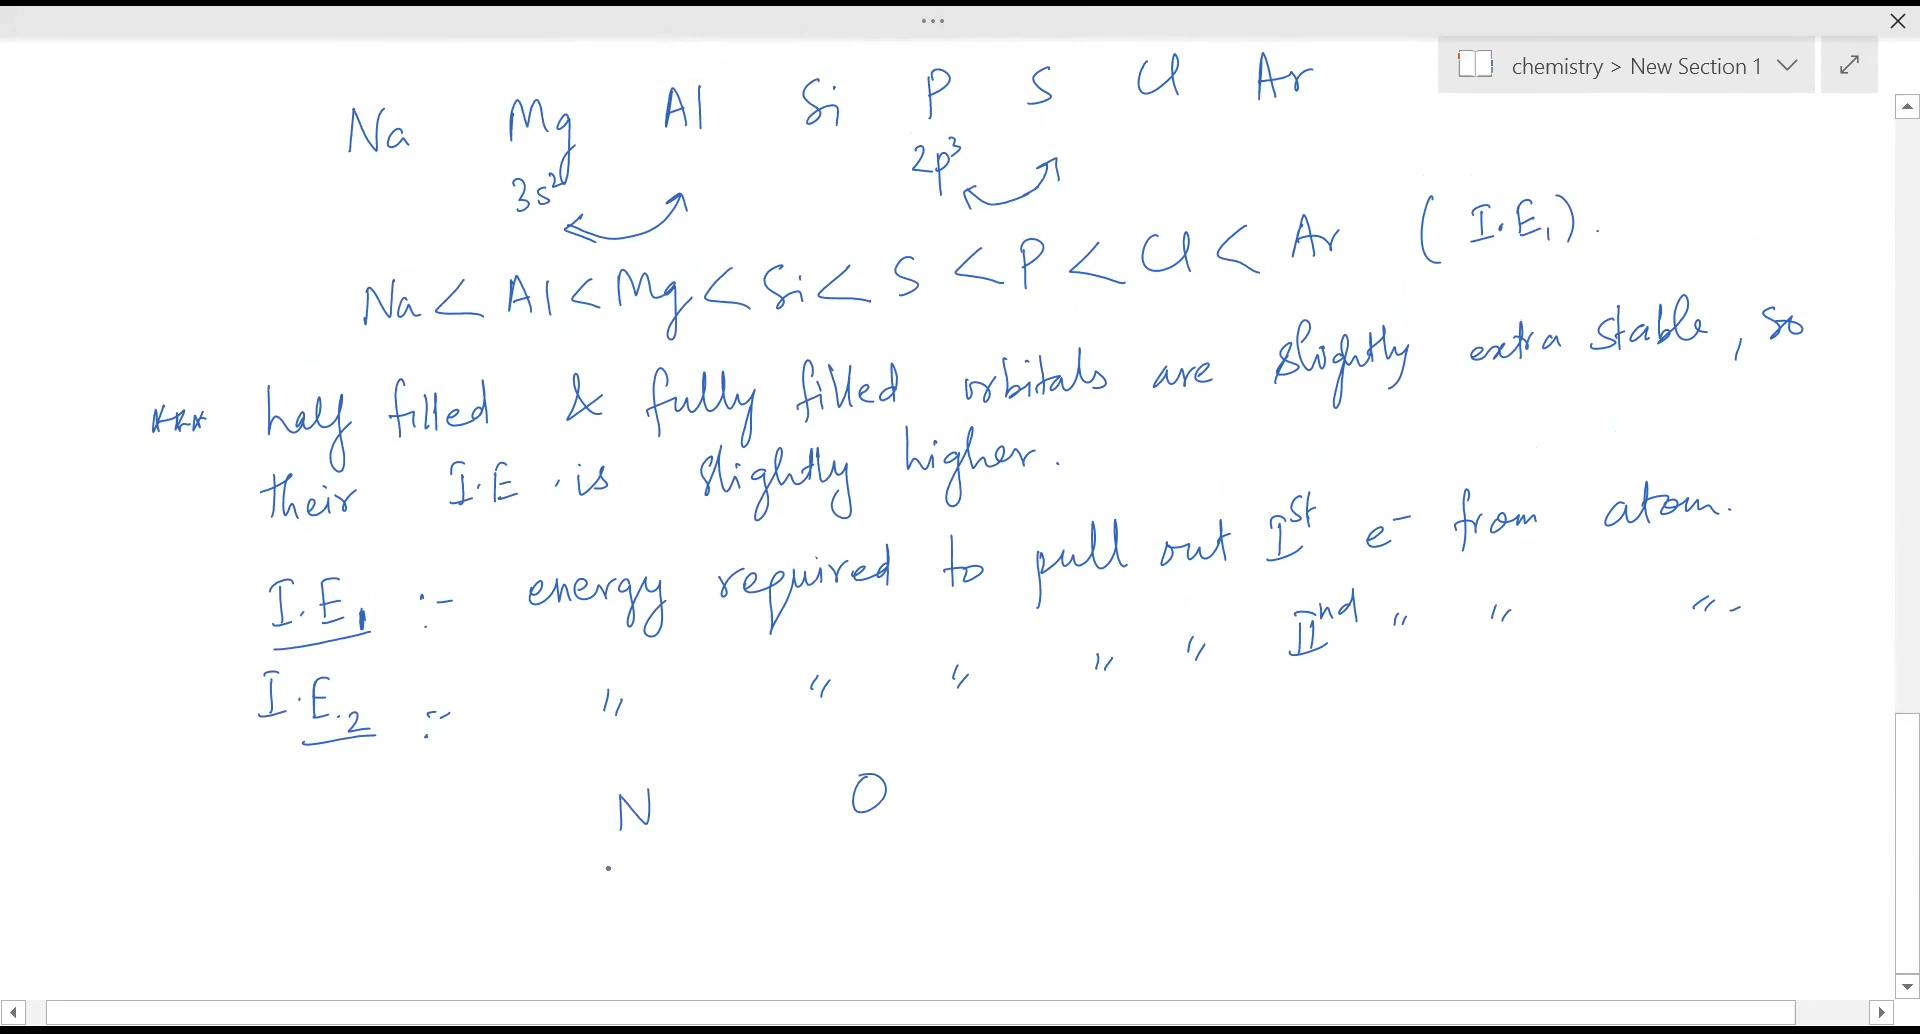 ...
chemistry > New Section 1
Na Mg Al Si P S Cl Ar
3s² 2p³
Na < Al < Mg < Si < S < P < Cl < Ar ( I.E₁).
*** half filled & fully filled orbitals are slightly extra stable, so
their I.E. is slightly higher.
I.E₁ :- energy required to pull out Iˢᵗ e⁻ from atom.
I.E.₂ :- " " " " " IIⁿᵈ " " "-
N O